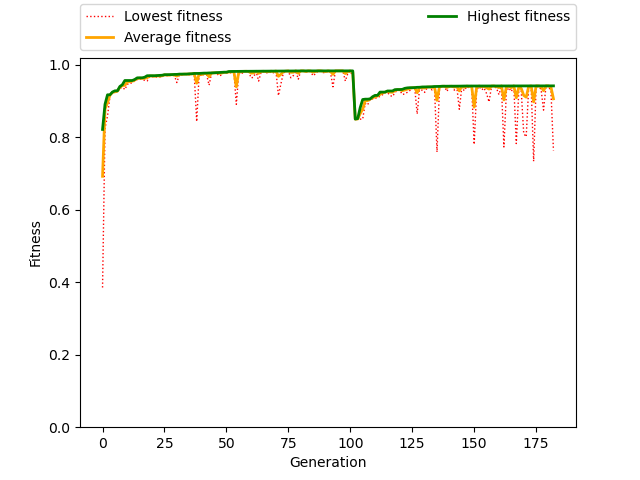 Lowest fitness
Average fitness
Highest fitness
1.0
0.8
0.6
0.4
0.2
0.0
Fitness
0 25 50 75 100 125 150 175
Generation